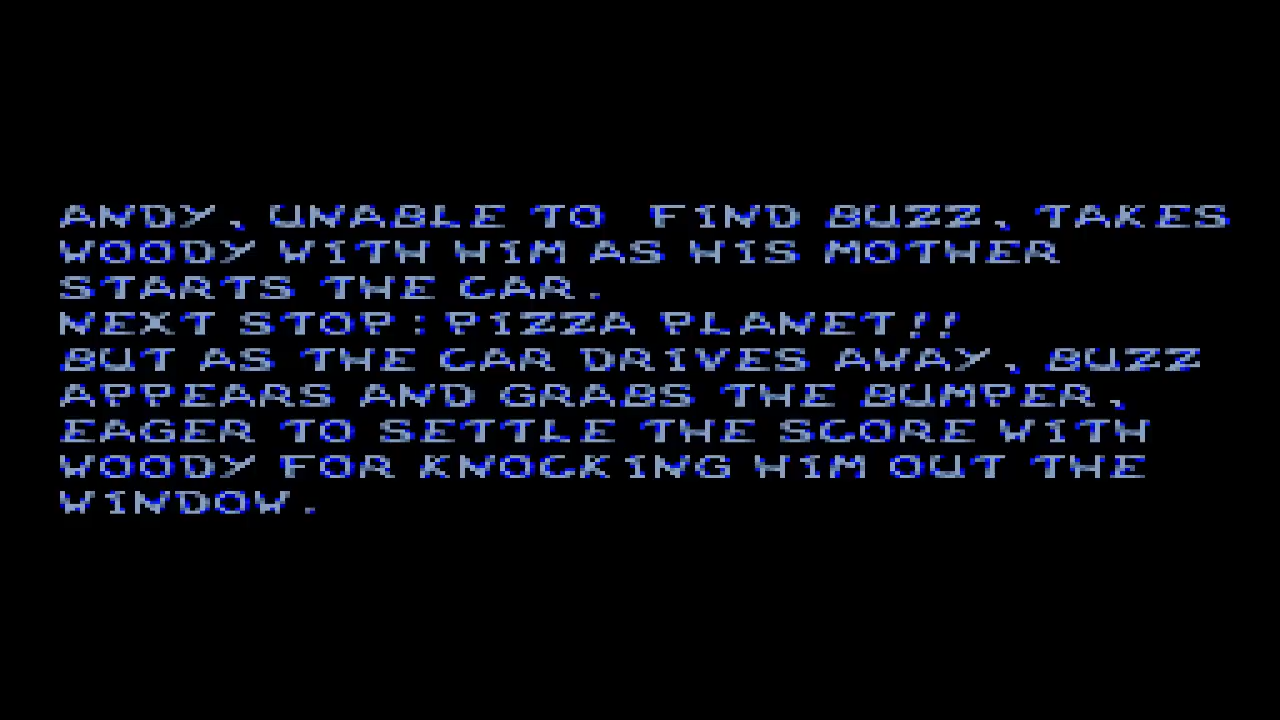 ANDY, UNABLE TO FIND BUZZ, TAKES
WOODY WITH HIM AS HIS MOTHER
STARTS THE CAR.
NEXT STOP: PIZZA PLANET!!
BUT AS THE CAR DRIVES AWAY, BUZZ
APPEARS AND GRABS THE BUMPER,
EAGER TO SETTLE THE SCORE WITH
WOODY FOR KNOCKING HIM OUT THE
WINDOW.